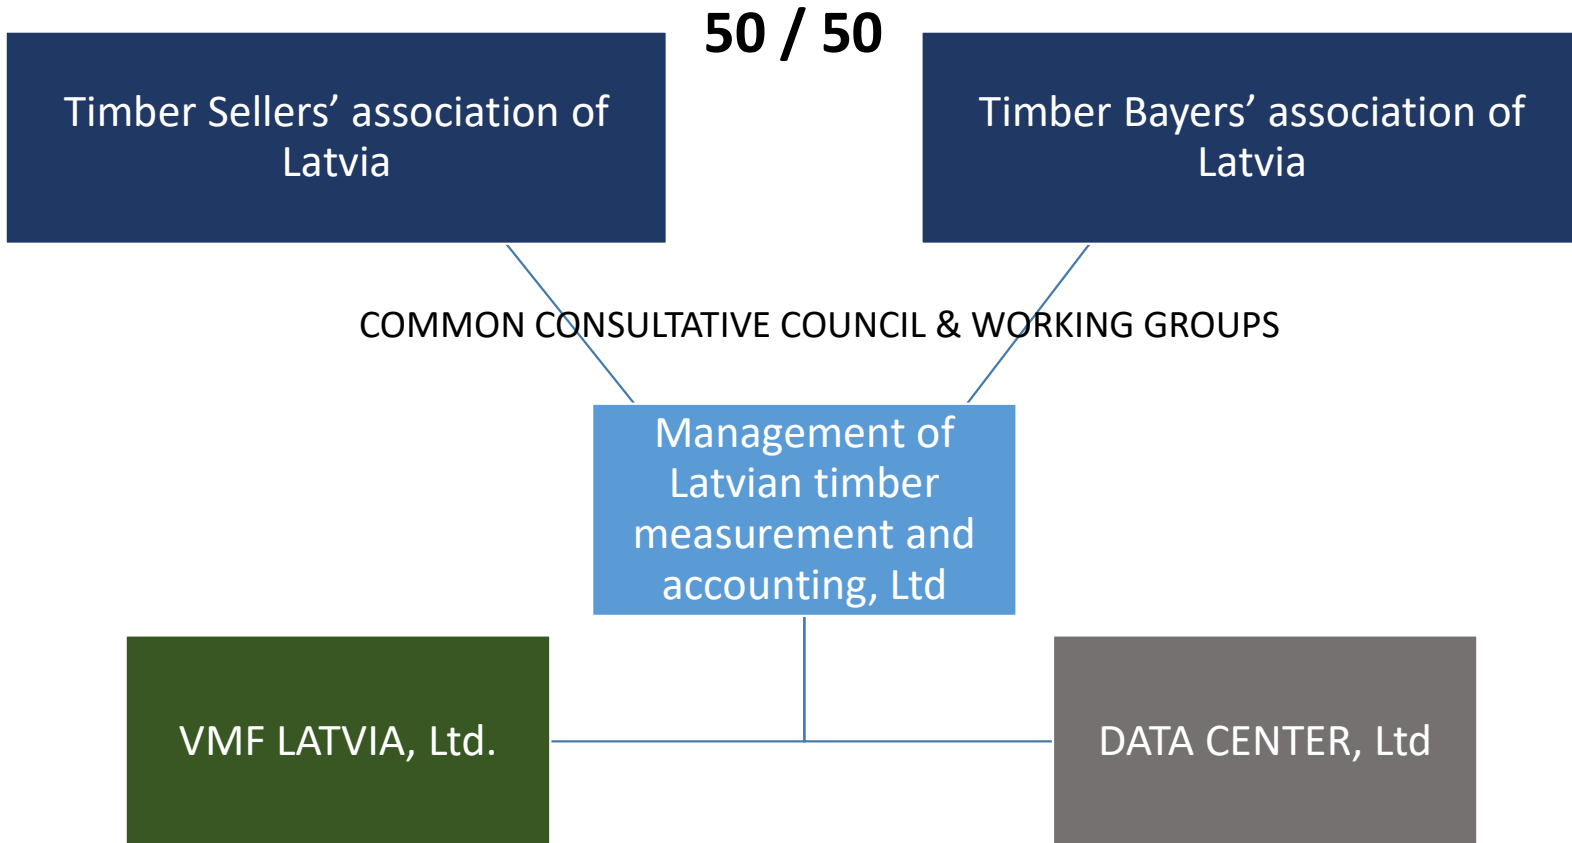 50 / 50
Timber Sellers’ association of
Latvia
Timber Bayers’ association of
Latvia
COMMON CONSULTATIVE COUNCIL & WORKING GROUPS
Management of
Latvian timber
measurement and
accounting, Ltd
VMF LATVIA, Ltd.
DATA CENTER, Ltd